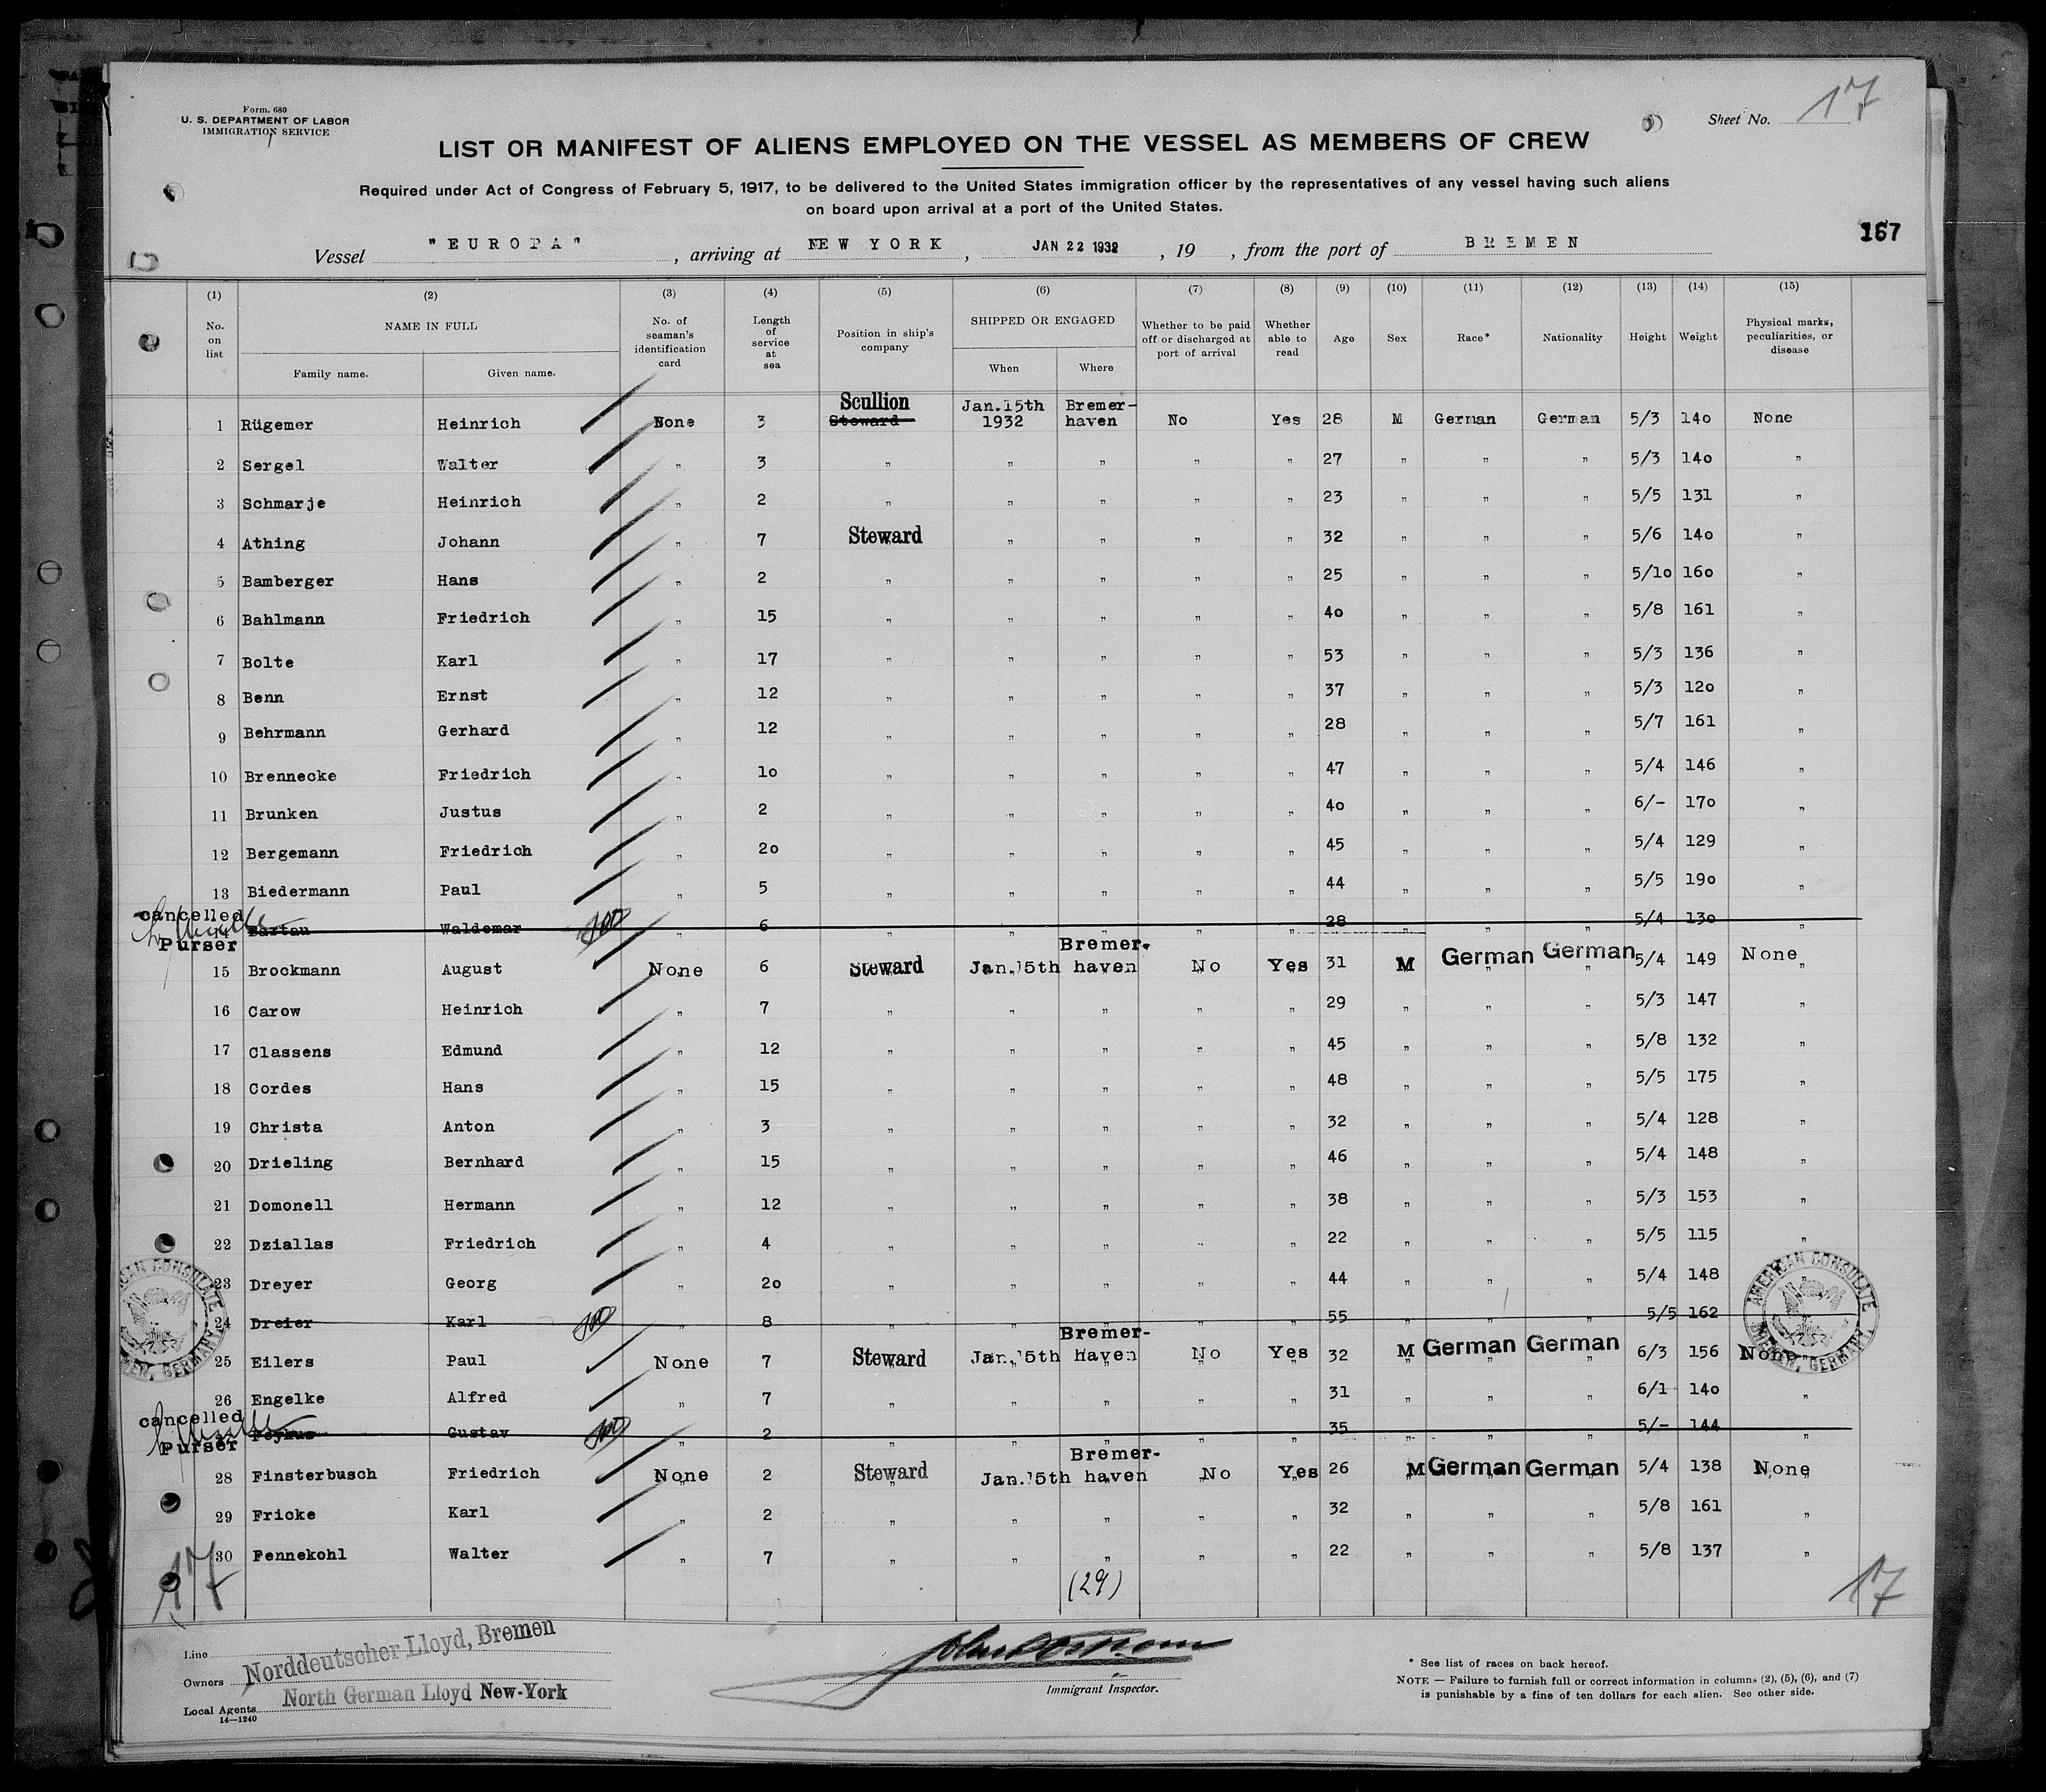 Form. 680
U. S. DEPARTMENT OF LABOR
IMMIGRATION SERVICE
Sheet No. 17
LIST OR MANIFEST OF ALIENS EMPLOYED ON THE VESSEL AS MEMBERS OF CREW
Required under Act of Congress of February 5, 1917, to be delivered to the United States immigration officer by the representatives of any vessel having such aliens
on board upon arrival at a port of the United States.
167
Vessel "EUROPA", arriving at NEW YORK, JAN 22 1932, 19 , from the port of BREMEN
(1) (2) (3) (4) (5) (6) (7) (8) (9) (10) (11) (12) (13) (14) (15)
No. on list
NAME IN FULL
Family name. Given name.
No. of seaman's identification card
Length of service at sea
Position in ship's company
SHIPPED OR ENGAGED
When Where
Whether to be paid off or discharged at port of arrival
Whether able to read
Age
Sex
Race*
Nationality
Height
Weight
Physical marks, peculiarities, or disease
Scullion
1 Rügemer Heinrich None 3 Steward Jan.15th 1932 Bremer-haven No Yes 28 M German German 5/3 140 None
2 Sergel Walter " 3 " " " " " 27 " " " 5/3 140 "
3 Schmarje Heinrich " 2 " " " " " 23 " " " 5/5 131 "
4 Athing Johann " 7 Steward " " " " 32 " " " 5/6 140 "
5 Bamberger Hans " 2 " " " " " 25 " " " 5/10 160 "
6 Bahlmann Friedrich " 15 " " " " " 40 " " " 5/8 161 "
7 Bolte Karl " 17 " " " " " 53 " " " 5/3 136 "
8 Benn Ernst " 12 " " " " " 37 " " " 5/3 120 "
9 Behrmann Gerhard " 12 " " " " " 28 " " " 5/7 161 "
10 Brennecke Friedrich " 10 " " " " " 47 " " " 5/4 146 "
11 Brunken Justus " 2 " " " " " 40 " " " 6/- 170 "
12 Bergemann Friedrich " 20 " " " " " 45 " " " 5/4 129 "
13 Biedermann Paul " 5 " " " " " 44 " " " 5/5 190 "
cancelled
14 Bartau Waldemar " 6 " " " " " 28 " " " 5/4 130 "
Purser
15 Brockmann August None 6 Steward Jan.15th Bremer-haven No Yes 31 M German German 5/4 149 None
16 Carow Heinrich " 7 " " " " " 29 " " " 5/3 147 "
17 Classens Edmund " 12 " " " " " 45 " " " 5/8 132 "
18 Cordes Hans " 15 " " " " " 48 " " " 5/5 175 "
19 Christa Anton " 3 " " " " " 32 " " " 5/4 128 "
20 Drieling Bernhard " 15 " " " " " 46 " " " 5/4 148 "
21 Domonell Hermann " 12 " " " " " 38 " " " 5/3 153 "
22 Dziallas Friedrich " 4 " " " " " 22 " " " 5/5 115 "
23 Dreyer Georg " 20 " " " " " 44 " " " 5/4 148 "
24 Dreier Karl " 8 " " " " " 55 " " " 5/5 162
25 Eilers Paul None 7 Steward Jan.15th Bremer-haven No Yes 32 M German German 6/3 156 None
26 Engelke Alfred " 7 " " " " " 31 " " " 6/1 140 "
cancelled
Gustav " 2 " " " " " 35 " " " 5/- 144 "
Purser
28 Finsterbusch Friedrich None 2 Steward Jan.15th Bremer-haven No Yes 26 M German German 5/4 138 None
29 Fricke Karl " 2 " " " " " 32 " " " 5/8 161 "
30 Fennekohl Walter " 7 " " " " " 22 " " " 5/8 137 "
AMERICAN CONSULATE
BREMEN, GERMANY
AMERICAN CONSULATE
BREMEN, GERMANY
17
(29)
17
Line
Owners Norddeutscher Lloyd, Bremen
Local Agents North German Lloyd New-York
14—1240
Immigrant Inspector.
* See list of races on back hereof.
NOTE — Failure to furnish full or correct information in columns (2), (5), (6), and (7)
is punishable by a fine of ten dollars for each alien. See other side.